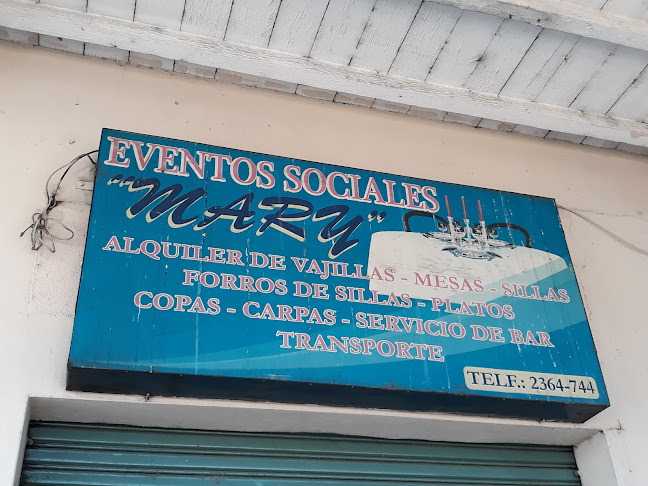 EVENTOS SOCIALES
"MARY"
ALQUILER DE VAJILLAS - MESAS - SILLAS
FORROS DE SILLAS - PLATOS
COPAS - CARPAS - SERVICIO DE BAR
TRANSPORTE
TELF.: 2364-744